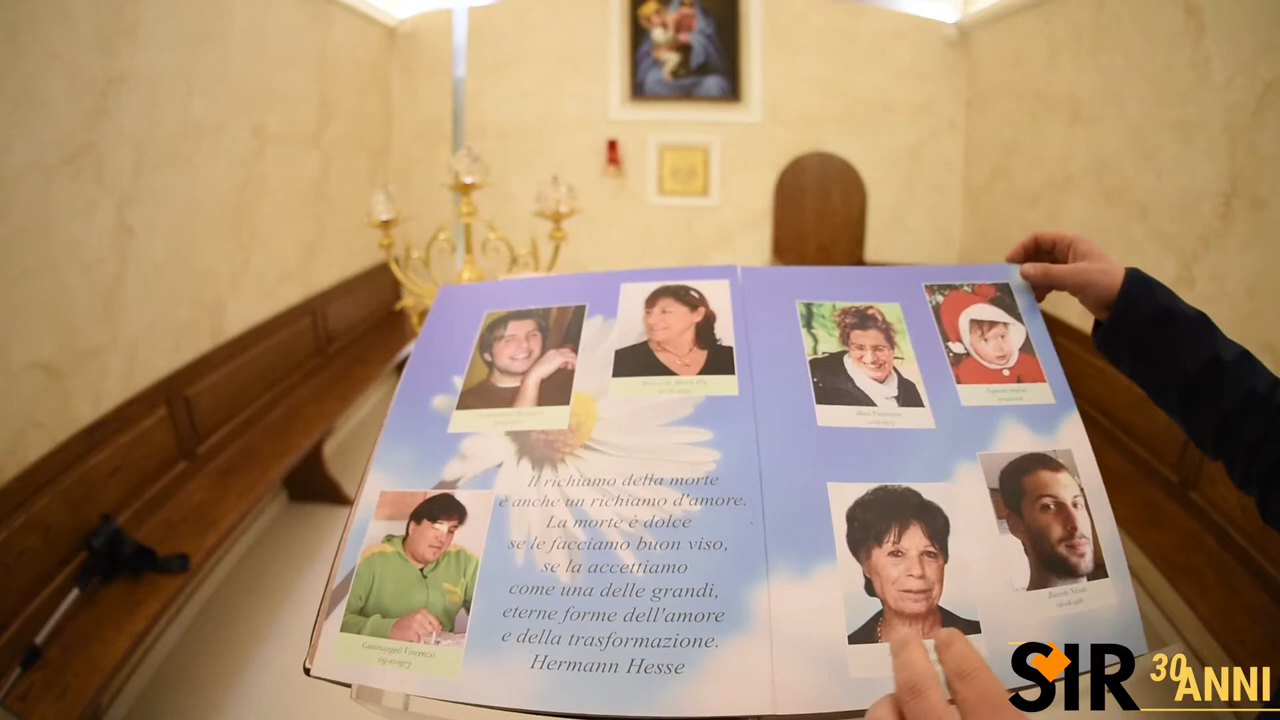 Il richiamo della morte
è anche un richiamo d'amore.
La morte è dolce
se le facciamo buon viso,
se la accettiamo
come una delle grandi,
eterne forme dell'amore
e della trasformazione.
Hermann Hesse
SIR
30
ANNI